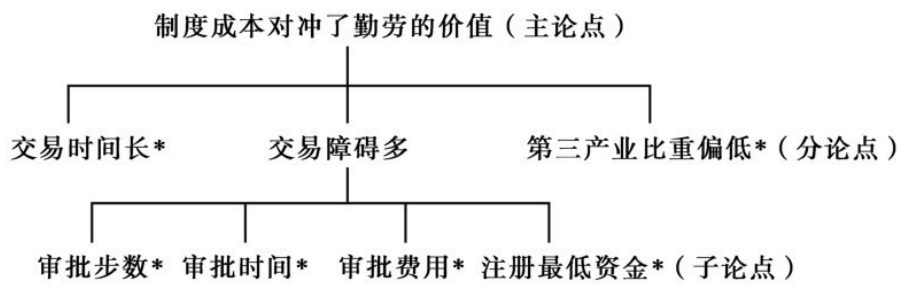 制度成本对冲了勤劳的价值（主论点）
交易时间长* 交易障碍多 第三产业比重偏低*（分论点）
审批步数* 审批时间* 审批费用* 注册最低资金*（子论点）